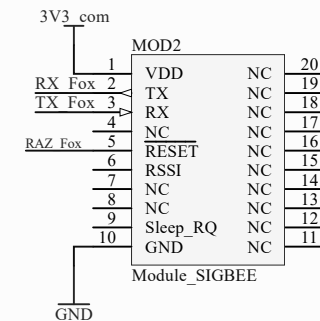 3V3_com
MOD2
1 VDD NC 20
RX_Fox 2 TX NC 19
TX_Fox 3 RX NC 18
4 NC NC 17
RAZ_Fox 5 RESET NC 16
6 RSSI NC 15
7 NC NC 14
8 NC NC 13
9 Sleep_RQ NC 12
10 GND NC 11
Module_SIGBEE
GND